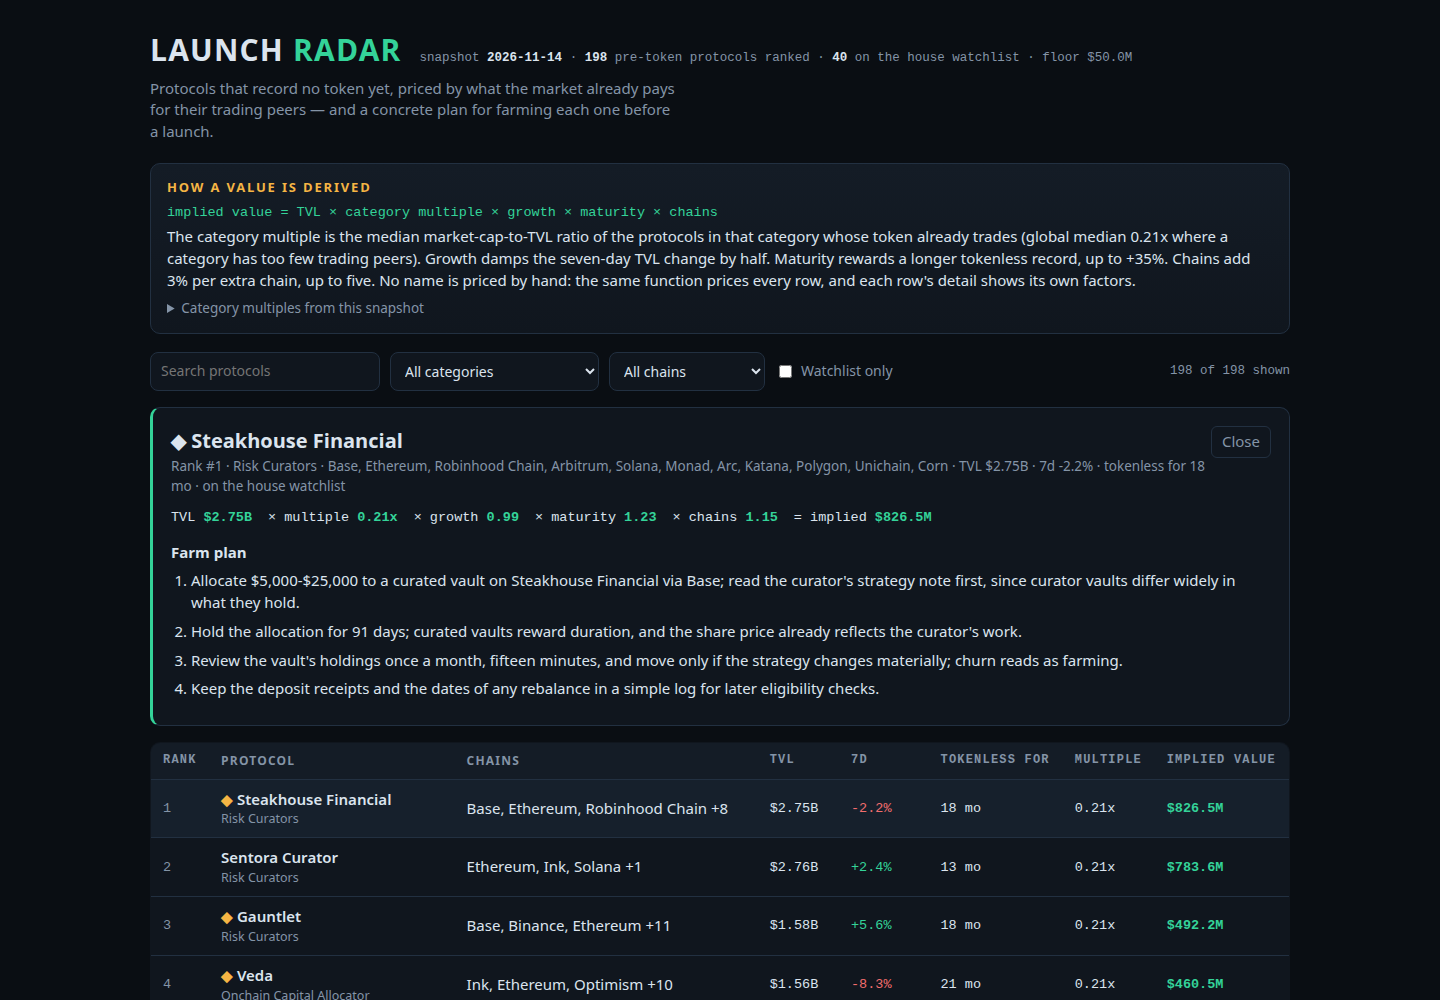 LAUNCH RADAR snapshot 2026-11-14 · 198 pre-token protocols ranked · 40 on the house watchlist · floor $50.0M
Protocols that record no token yet, priced by what the market already pays
for their trading peers — and a concrete plan for farming each one before
a launch.
HOW A VALUE IS DERIVED
implied value = TVL × category multiple × growth × maturity × chains
The category multiple is the median market-cap-to-TVL ratio of the protocols in that category whose token already trades (global median 0.21x where a
category has too few trading peers). Growth damps the seven-day TVL change by half. Maturity rewards a longer tokenless record, up to +35%. Chains add
3% per extra chain, up to five. No name is priced by hand: the same function prices every row, and each row's detail shows its own factors.
▶ Category multiples from this snapshot
Search protocols All categories All chains Watchlist only 198 of 198 shown
◆ Steakhouse Financial Close
Rank #1 · Risk Curators · Base, Ethereum, Robinhood Chain, Arbitrum, Solana, Monad, Arc, Katana, Polygon, Unichain, Corn · TVL $2.75B · 7d -2.2% · tokenless for 18
mo · on the house watchlist
TVL $2.75B × multiple 0.21x × growth 0.99 × maturity 1.23 × chains 1.15 = implied $826.5M
Farm plan
1. Allocate $5,000-$25,000 to a curated vault on Steakhouse Financial via Base; read the curator's strategy note first, since curator vaults differ widely in
what they hold.
2. Hold the allocation for 91 days; curated vaults reward duration, and the share price already reflects the curator's work.
3. Review the vault's holdings once a month, fifteen minutes, and move only if the strategy changes materially; churn reads as farming.
4. Keep the deposit receipts and the dates of any rebalance in a simple log for later eligibility checks.
RANK PROTOCOL CHAINS TVL 7D TOKENLESS FOR MULTIPLE IMPLIED VALUE
1 ◆ Steakhouse Financial Base, Ethereum, Robinhood Chain +8 $2.75B -2.2% 18 mo 0.21x $826.5M
Risk Curators
2 Sentora Curator Ethereum, Ink, Solana +1 $2.76B +2.4% 13 mo 0.21x $783.6M
Risk Curators
3 ◆ Gauntlet Base, Binance, Ethereum +11 $1.58B +5.6% 18 mo 0.21x $492.2M
Risk Curators
4 ◆ Veda Ink, Ethereum, Optimism +10 $1.56B -8.3% 21 mo 0.21x $460.5M
Onchain Capital Allocator